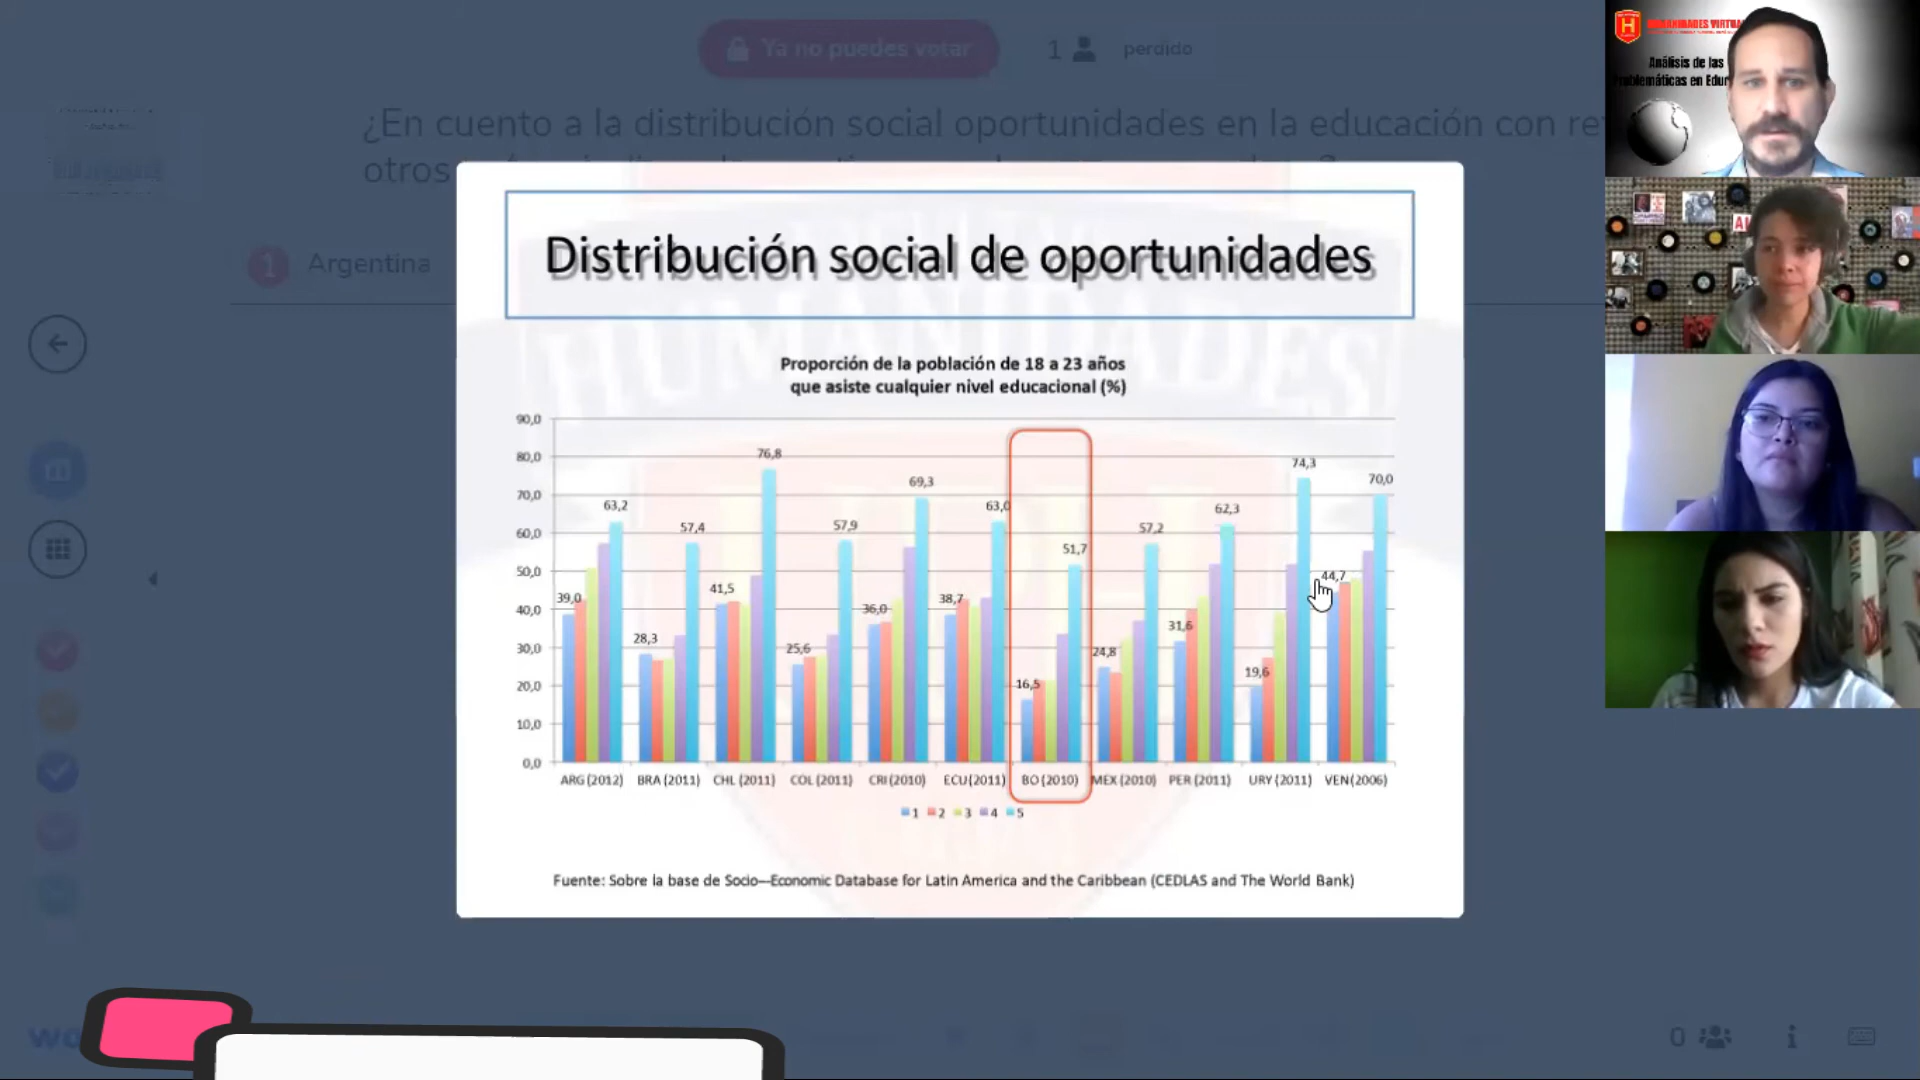 Ya no puedes votar
1
perdido
¿En cuento a la distribución social oportunidades en la educación con re
otros
1 Argentina
Distribución social de oportunidades
HUMANIDADES
Proporción de la población de 18 a 23 años
que asiste cualquier nivel educacional (%)
90,0
80,0
70,0
60,0
50,0
40,0
30,0
20,0
10,0
0,0
39,0
63,2
28,3
57,4
41,5
76,8
25,6
57,9
36,0
69,3
38,7
63,0
16,5
51,7
24,8
57,2
31,6
62,3
19,6
74,3
44,7
70,0
ARG (2012) BRA (2011) CHL (2011) COL (2011) CRI (2010) ECU (2011) BO (2010) MEX (2010) PER (2011) URY (2011) VEN(2006)
1 2 3 4 5
Fuente: Sobre la base de Socio–Economic Database for Latin America and the Caribbean (CEDLAS and The World Bank)
H
Análisis de las
0
i